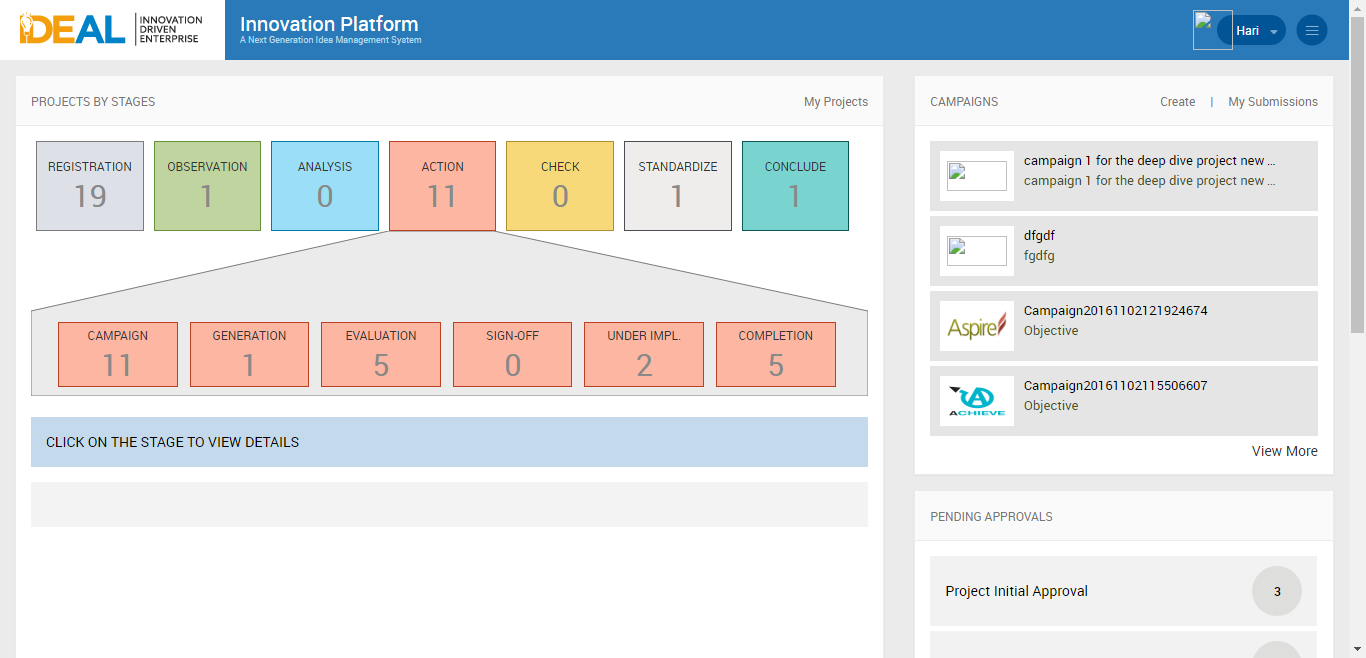 IDEAL
INNOVATION
DRIVEN
ENTERPRISE
Innovation Platform
A Next Generation Idea Management System
Hari
PROJECTS BY STAGES
My Projects
REGISTRATION
19
OBSERVATION
1
ANALYSIS
0
ACTION
11
CHECK
0
STANDARDIZE
1
CONCLUDE
1
CAMPAIGN
11
GENERATION
1
EVALUATION
5
SIGN-OFF
0
UNDER IMPL.
2
COMPLETION
5
CLICK ON THE STAGE TO VIEW DETAILS
CAMPAIGNS
Create | My Submissions
campaign 1 for the deep dive project new ...
campaign 1 for the deep dive project new ...
dfgdf
fgdfg
Aspire
Campaign20161102121924674
Objective
ACHIEVE
Campaign20161102115506607
Objective
View More
PENDING APPROVALS
Project Initial Approval
3